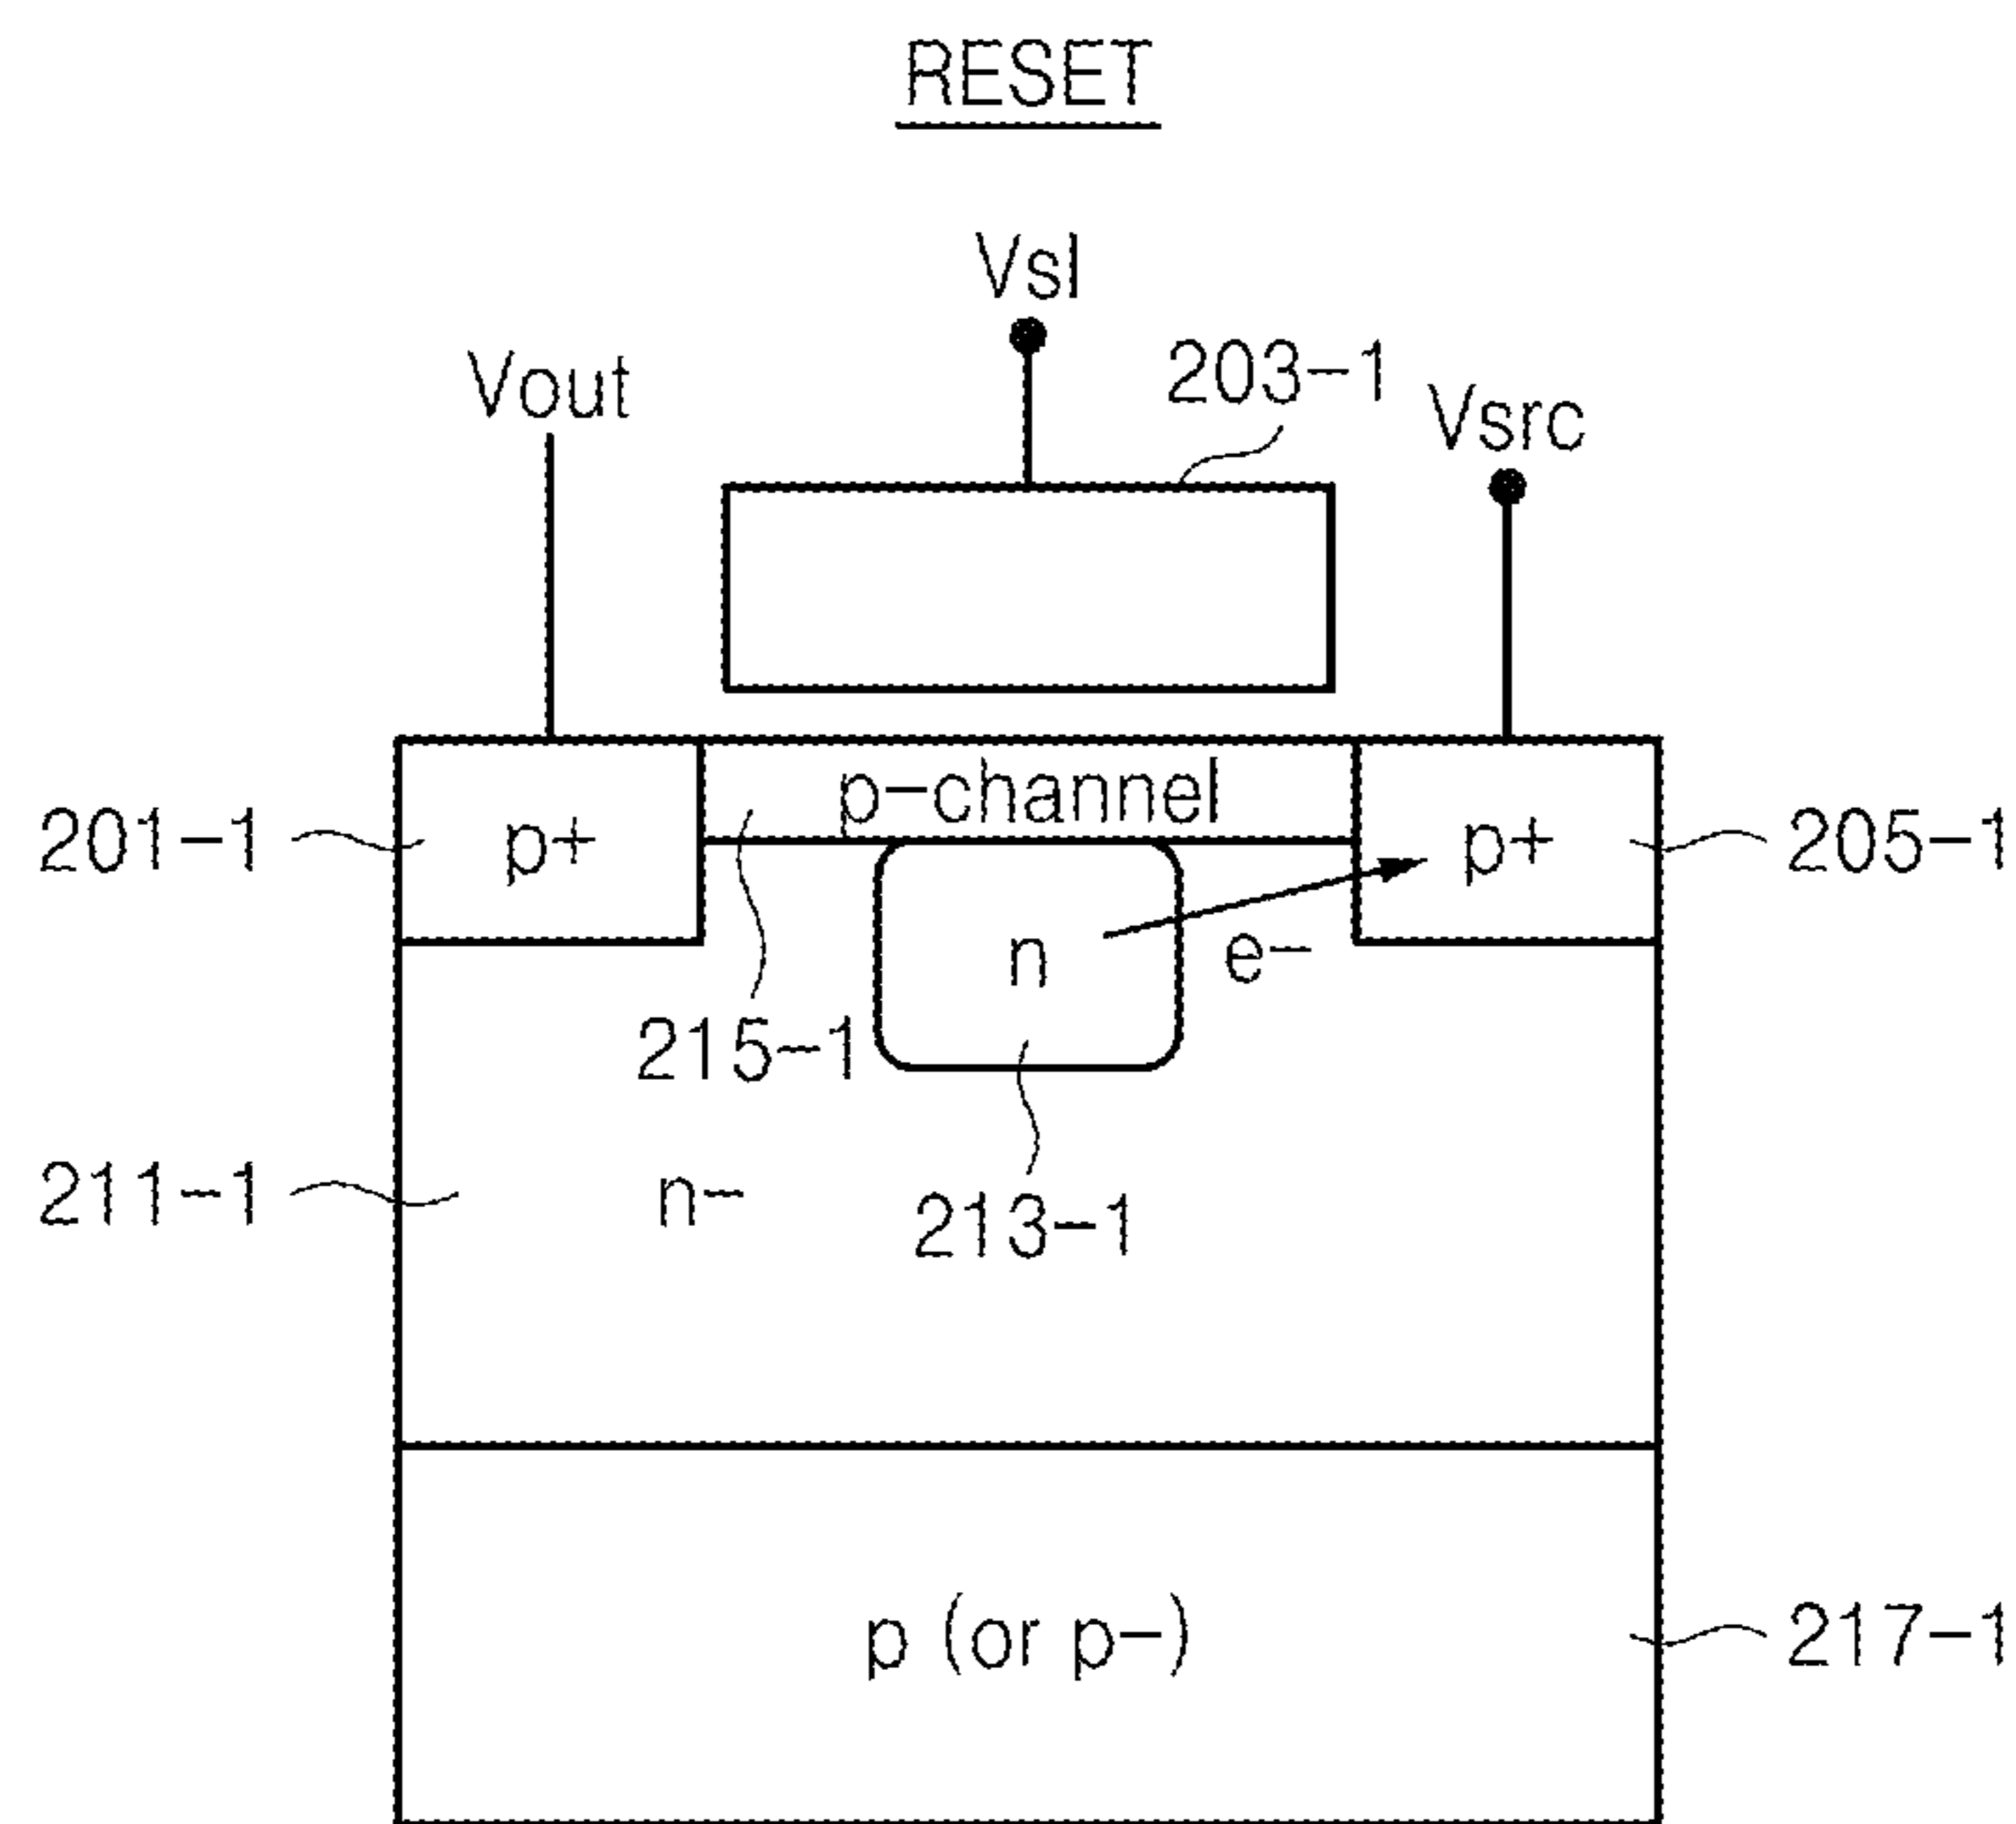 RESET
Vsl
Vout
203-1
Vsrc
p-channel
201-1
p+
p+
205-1
n
e-
215-1
211-1
n-
213-1
p (or p-)
217-1